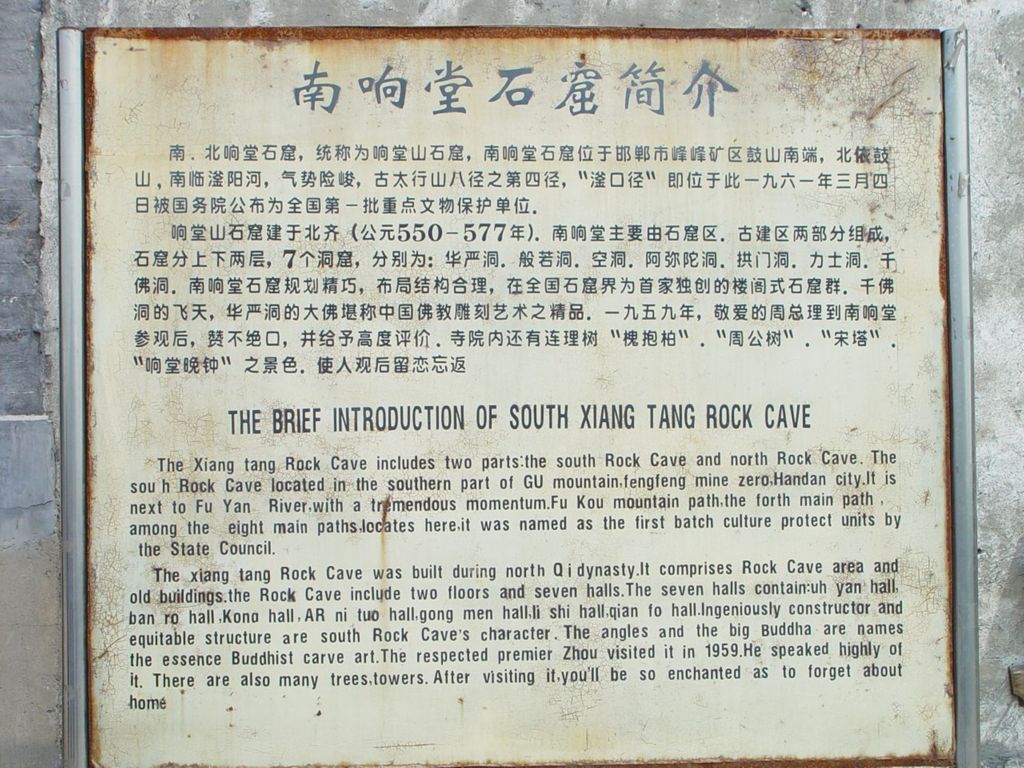 南响堂石窟简介
南．北响堂石窟，统称为响堂山石窟，南响堂石窟位于邯郸市峰峰矿区鼓山南端，北依鼓
山，南临滏阳河，气势险峻，古太行山八径之第四径，“滏口径”即位于此一九六一年三月四
日被国务院公布为全国第一批重点文物保护单位．
响堂山石窟建于北齐（公元550-577年）．南响堂主要由石窟区．古建区两部分组成，
石窟分上下两层，7个洞窟，分别为：华严洞．般若洞．空洞．阿弥陀洞．拱门洞．力士洞．千
佛洞．南响堂石窟规划精巧，布局结构合理，在全国石窟界为首家独创的楼阁式石窟群．千佛
洞的飞天，华严洞的大佛堪称中国佛教雕刻艺术之精品．一九五九年，敬爱的周总理到南响堂
参观后，赞不绝口，并给予高度评价．寺院内还有连理树“槐抱柏”．“周公树”．“宋塔”．
“响堂晚钟”之景色．使人观后留恋忘返
THE BRIEF INTRODUCTION OF SOUTH XIANG TANG ROCK CAVE
The Xiang tang Rock Cave includes two parts:the south Rock Cave and north Rock Cave. The
sou h Rock Cave located in the southern part of GU mountain,fengfeng mine zero,Handan city.It is
next to Fu Yan River,with a tremendous momentum.Fu Kou mountain path,the forth main path,
among the eight main paths,locates here,it was named as the first batch culture protect units by
the State Council.
The xiang tang Rock Cave was built during north Qi dynasty.It comprises Rock Cave area and
old buildings.the Rock Cave include two floors and seven halls.The seven halls contain:uh yan hall,
ban ro hall,Kong hall,AR ni tuo hall,gong men hall,li shi hall,qian fo hall.Ingeniously constructor and
equitable structure are south Rock Cave's character. The angles and the big Buddha are names
the essence Buddhist carve art.The respected premier Zhou visited it in 1959.He speaked highly of
it. There are also many trees,towers. After visiting it,you'll be so enchanted as to forget about
home